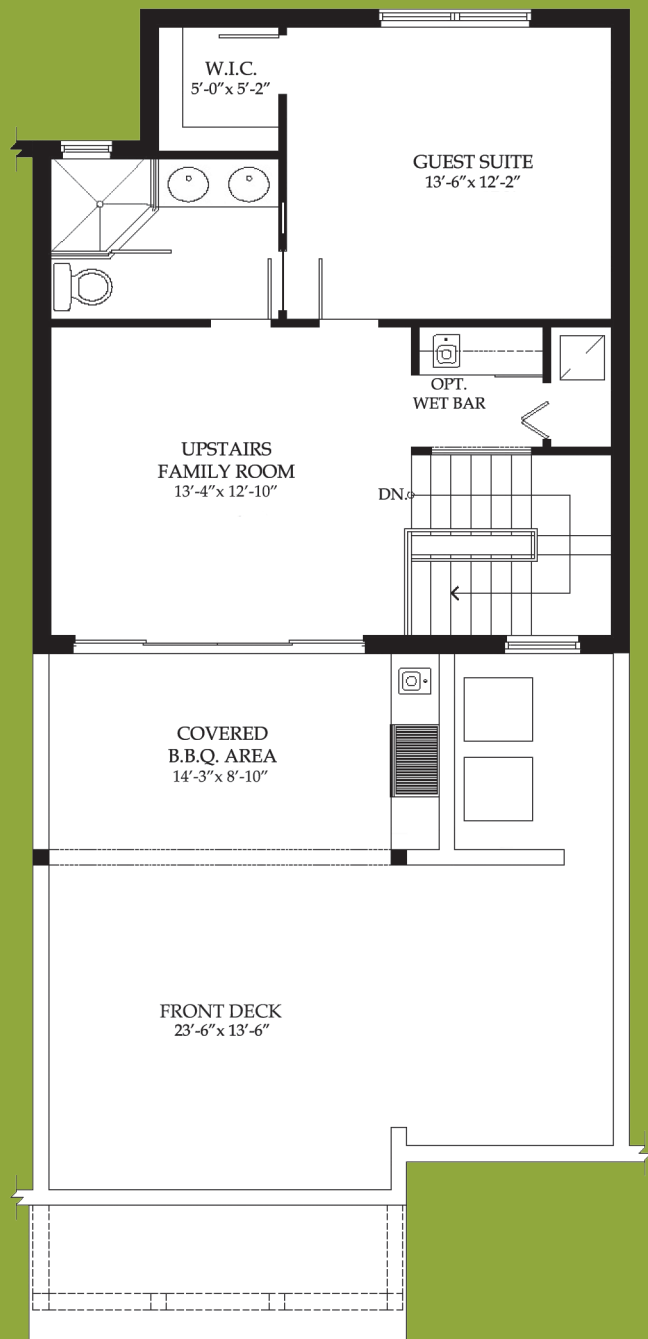 W.I.C.
5'-0"x 5'-2"
GUEST SUITE
13'-6"x 12'-2"
OPT.
WET BAR
UPSTAIRS
FAMILY ROOM
13'-4"x 12'-10"
DN.
COVERED
B.B.Q. AREA
14'-3"x 8'-10"
FRONT DECK
23'-6"x 13'-6"